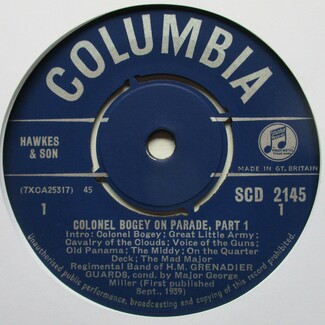 COLUMBIA
HAWKES
& SON
MADE IN GT. BRITAIN
(7XCA25317) 45
SCD 2145
1
1
COLONEL BOGEY ON PARADE, PART 1
Intro: Colonel Bogey; Great Little Army;
Cavalry of the Clouds; Voice of the Guns;
Old Panama; The Middy; On the Quarter
Deck; The Mad Major
Regimental Band of H.M. GRENADIER
GUARDS, cond. by Major George
Miller (First published
Sept., 1939)
Unauthorised public performance, broadcasting and copying of this record prohibited